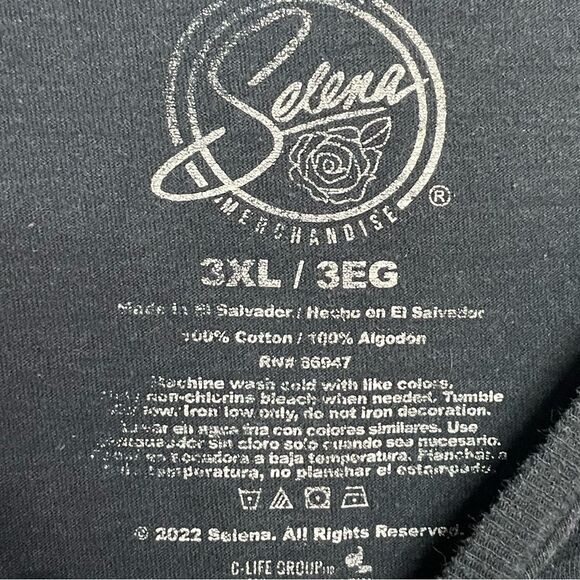 Selena
MERCHANDISE ®
3XL / 3EG
Made in El Salvador / Hecho en El Salvador
100% Cotton / 100% Algodon
RN# 86947
Machine wash cold with like colors.
non-chlorine bleach when needed. Tumble
low. Iron low only, do not iron decoration.
Lavar en agua fria con colores similares. Use
Blanqueador sin cloro solo cuando sea necesario.
secadora a baja temperatura. Planchar a
temperatura, no planchar el estampado.
© 2022 Selena. All Rights Reserved.
C-LIFE GROUP LTD